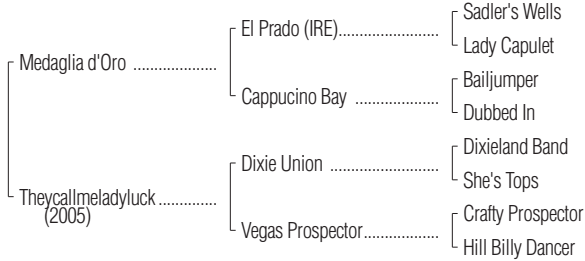 Sadler's Wells
El Prado (IRE)....................
Lady Capulet
Medaglia d'Oro ....................
Bailjumper
Cappucino Bay ....................
Dubbed In
Dixieland Band
Dixie Union ..........................
She's Tops
Theycallmeladyluck ..............
(2005)
Crafty Prospector
Vegas Prospector..................
Hill Billy Dancer